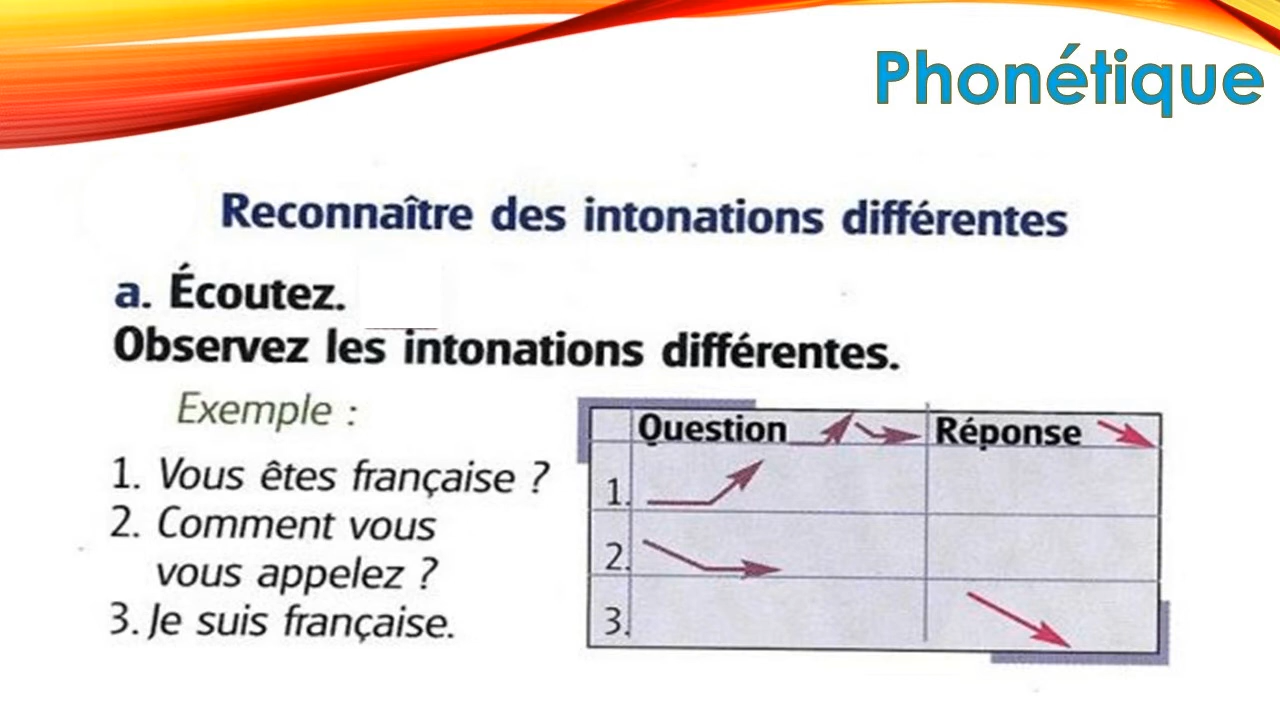 Phonétique
Reconnaître des intonations différentes
a. Écoutez.
Observez les intonations différentes.
Exemple :
1. Vous êtes française ?
2. Comment vous
vous appelez ?
3. Je suis française.
Question Réponse
1.
2.
3.